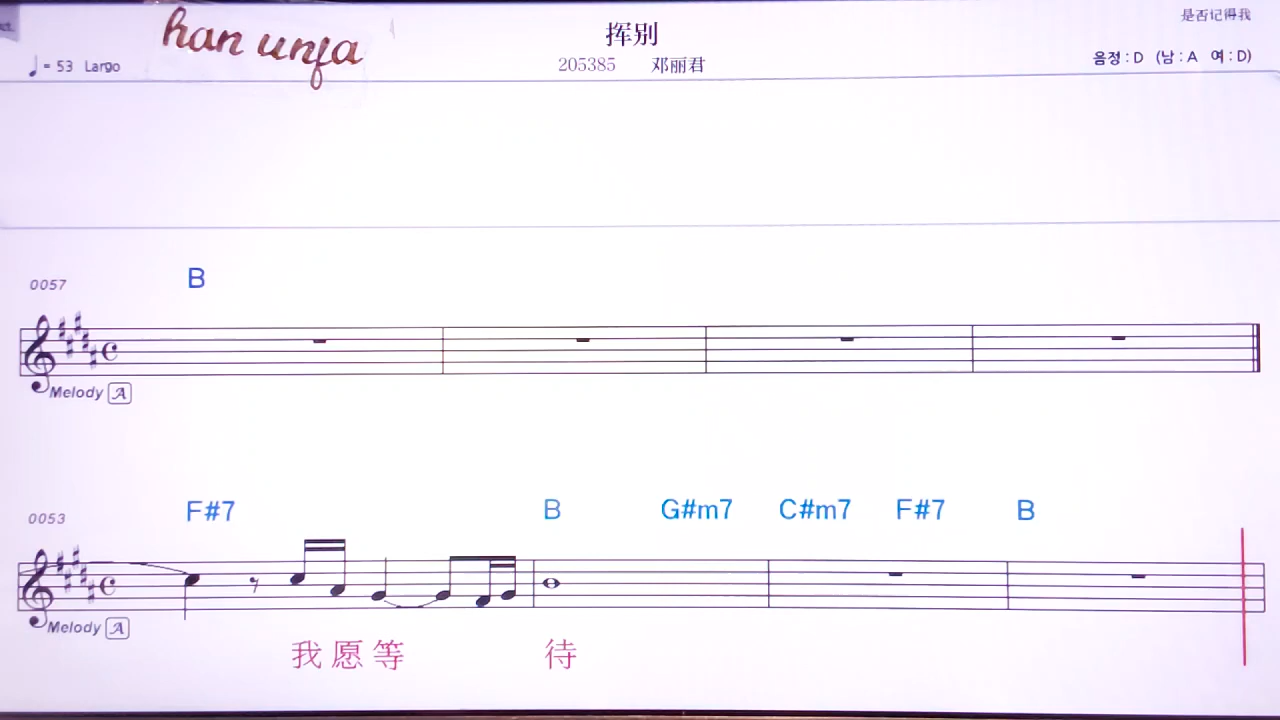 han unfa
挥别
205385 邓丽君
是否记得我
♩= 53 Largo
음정 : D (남 : A 여 : D)
0057
B
Melody A
0053
F#7 B G#m7 C#m7 F#7 B
Melody A
我愿等 待